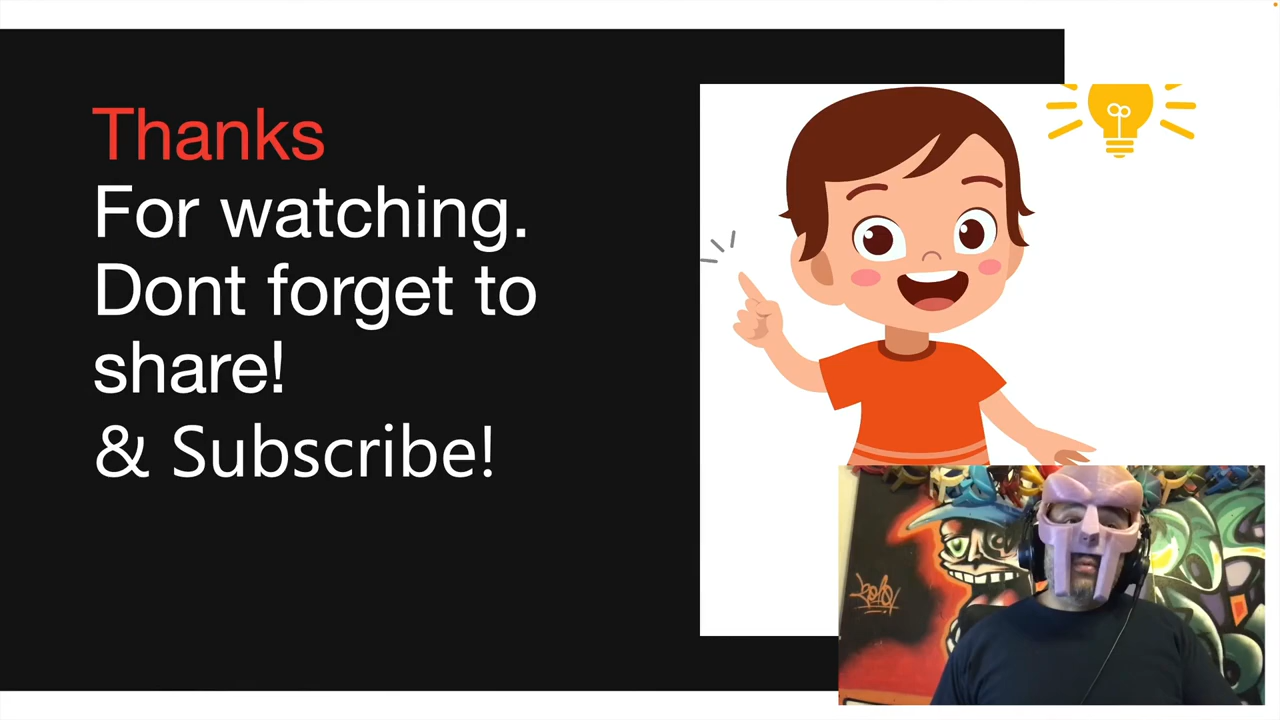 Thanks
For watching.
Dont forget to
share!
& Subscribe!